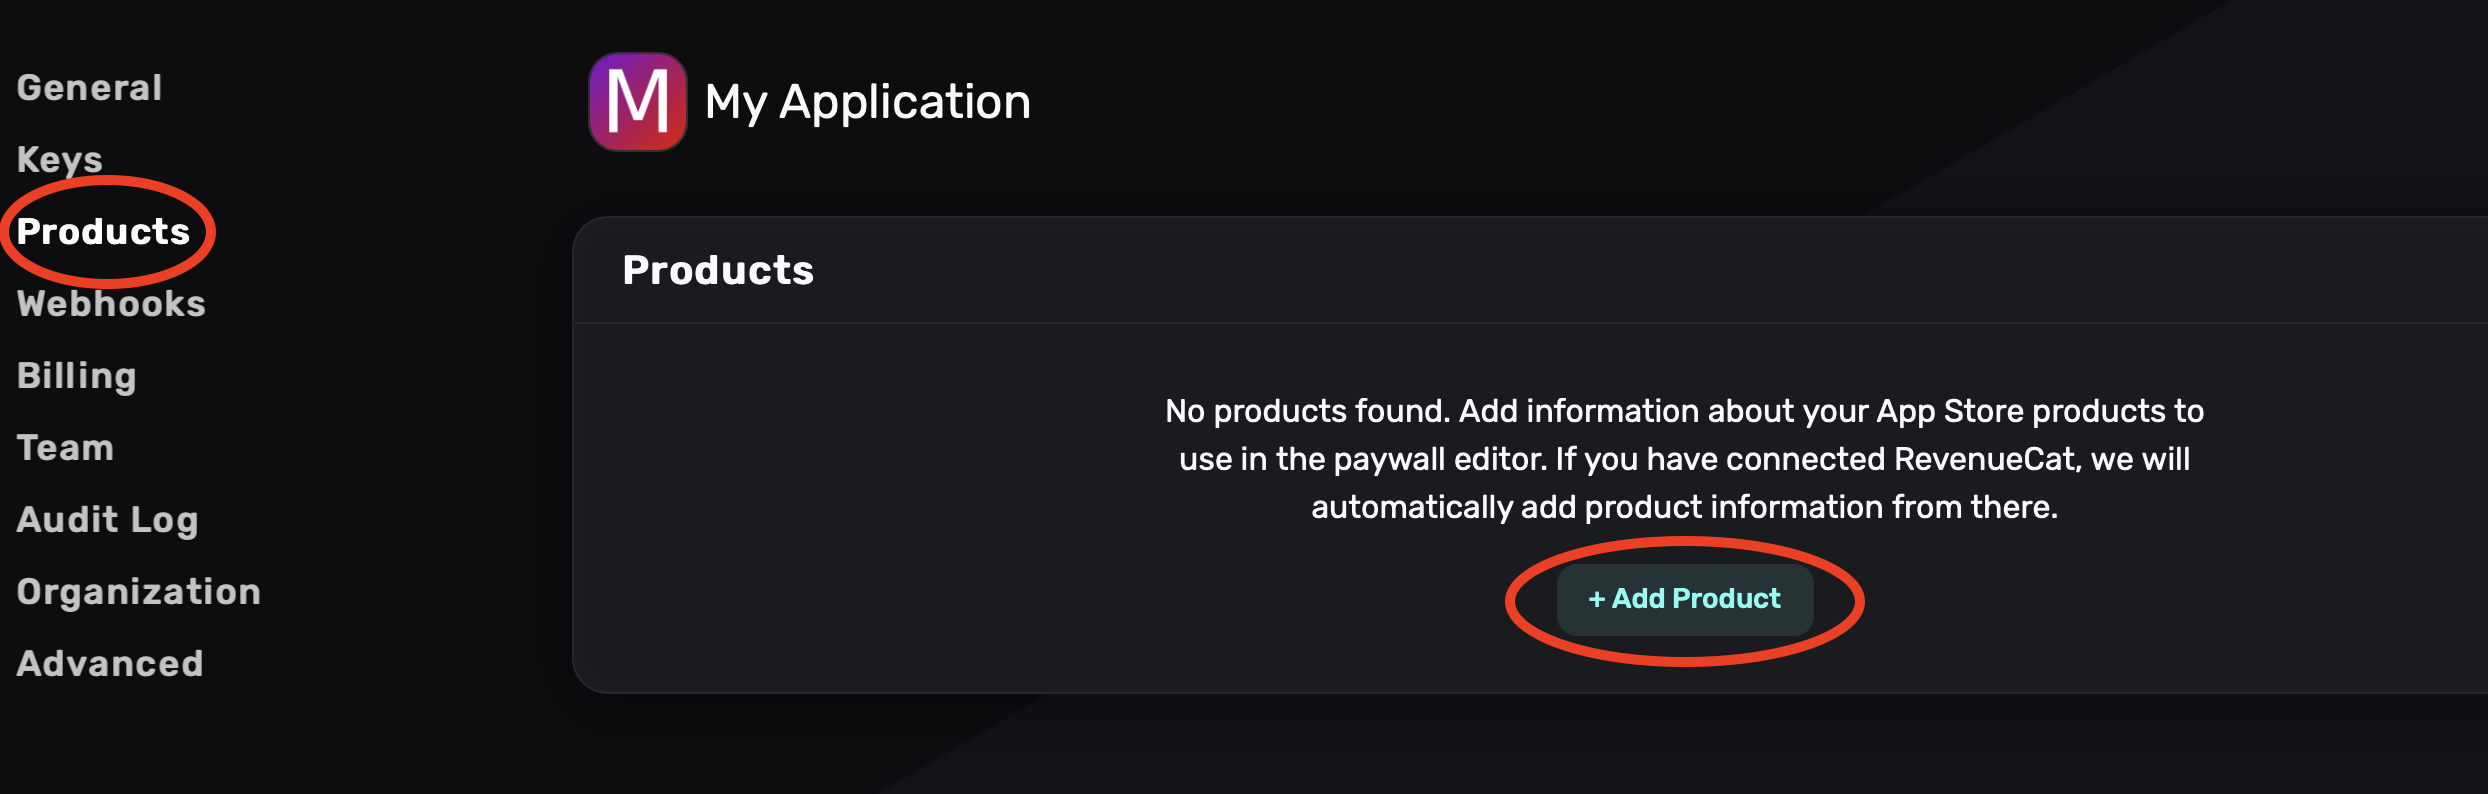 General
Keys
Products
Webhooks
Billing
Team
Audit Log
Organization
Advanced
M
My Application
Products
No products found. Add information about your App Store products to
use in the paywall editor. If you have connected RevenueCat, we will
automatically add product information from there.
+ Add Product